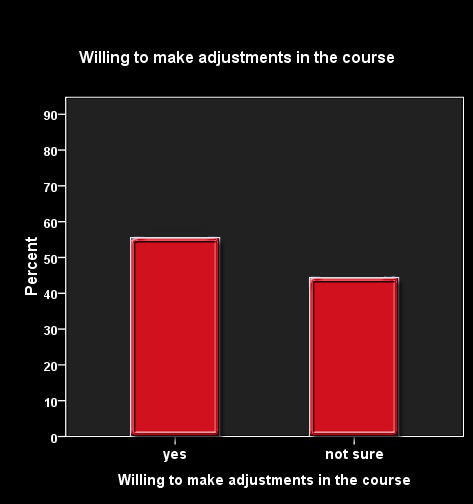 Willing to make adjustments in the course
Percent
90
80
70
60
50
40
30
20
10
0
yes
not sure
Willing to make adjustments in the course